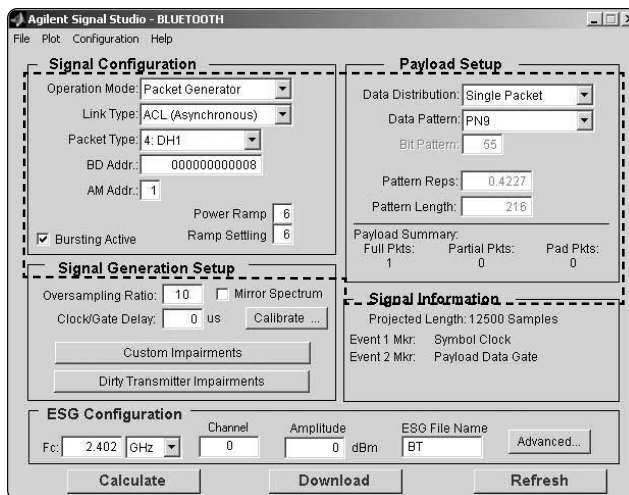 Agilent Signal Studio - BLUETOOTH
File Plot Configuration Help
Signal Configuration
Operation Mode: Packet Generator
Link Type: ACL (Asynchronous)
Packet Type: 4: DH1
BD Addr.: 000000000008
AM Addr.: 1
Power Ramp 6
Bursting Active Ramp Settling 6
Payload Setup
Data Distribution: Single Packet
Data Pattern: PN9
Bit Pattern: 55
Pattern Reps: 0.4227
Pattern Length: 216
Payload Summary:
Full Pkts: Partial Pkts: Pad Pkts:
1 0 0
Signal Generation Setup
Oversampling Ratio: 10 Mirror Spectrum
Clock/Gate Delay: 0 us Calibrate ...
Custom Impairments
Dirty Transmitter Impairments
Signal Information
Projected Length: 12500 Samples
Event 1 Mkr: Symbol Clock
Event 2 Mkr: Payload Data Gate
ESG Configuration
Channel Amplitude ESG File Name
Fc: 2.402 GHz 0 0 dBm BT Advanced...
Calculate Download Refresh